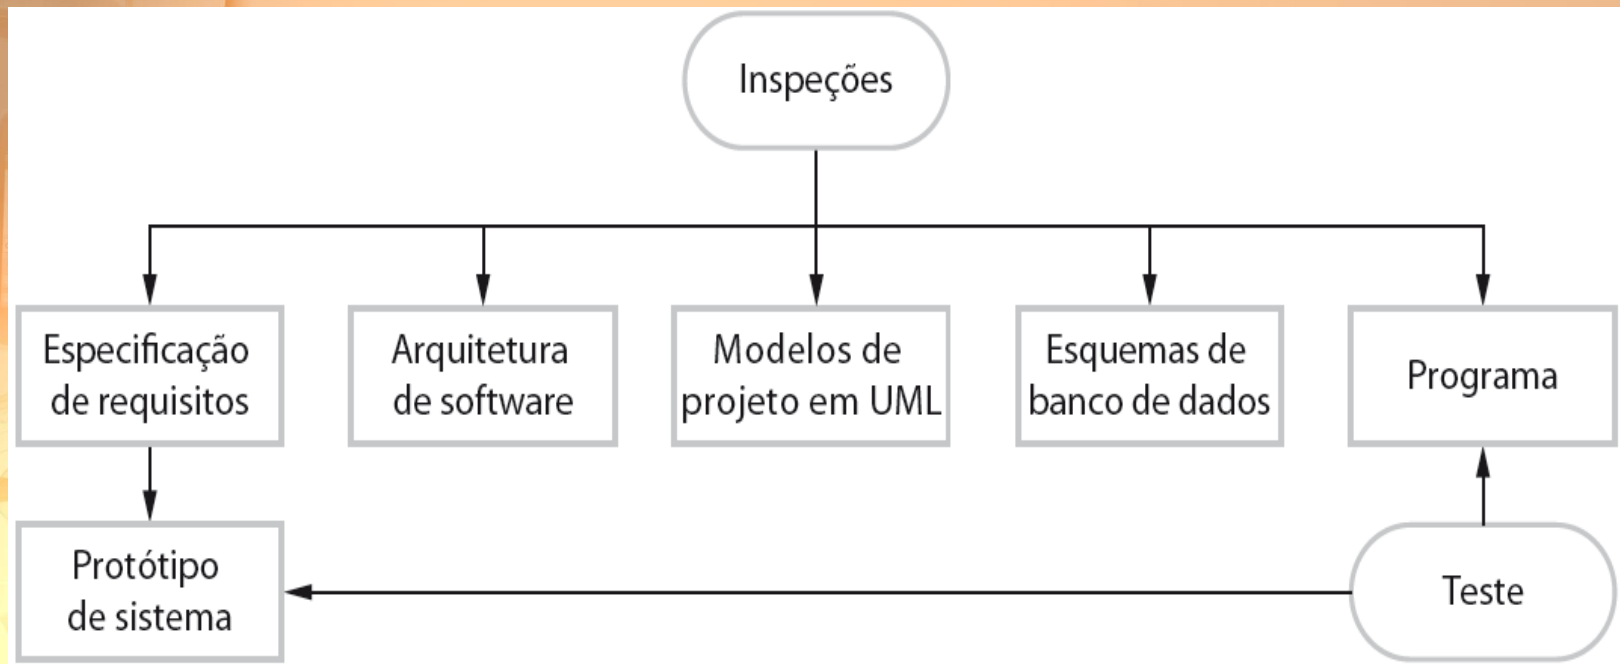 Inspeções
Especificação
de requisitos
Arquitetura
de software
Modelos de
projeto em UML
Esquemas de
banco de dados
Programa
Protótipo
de sistema
Teste